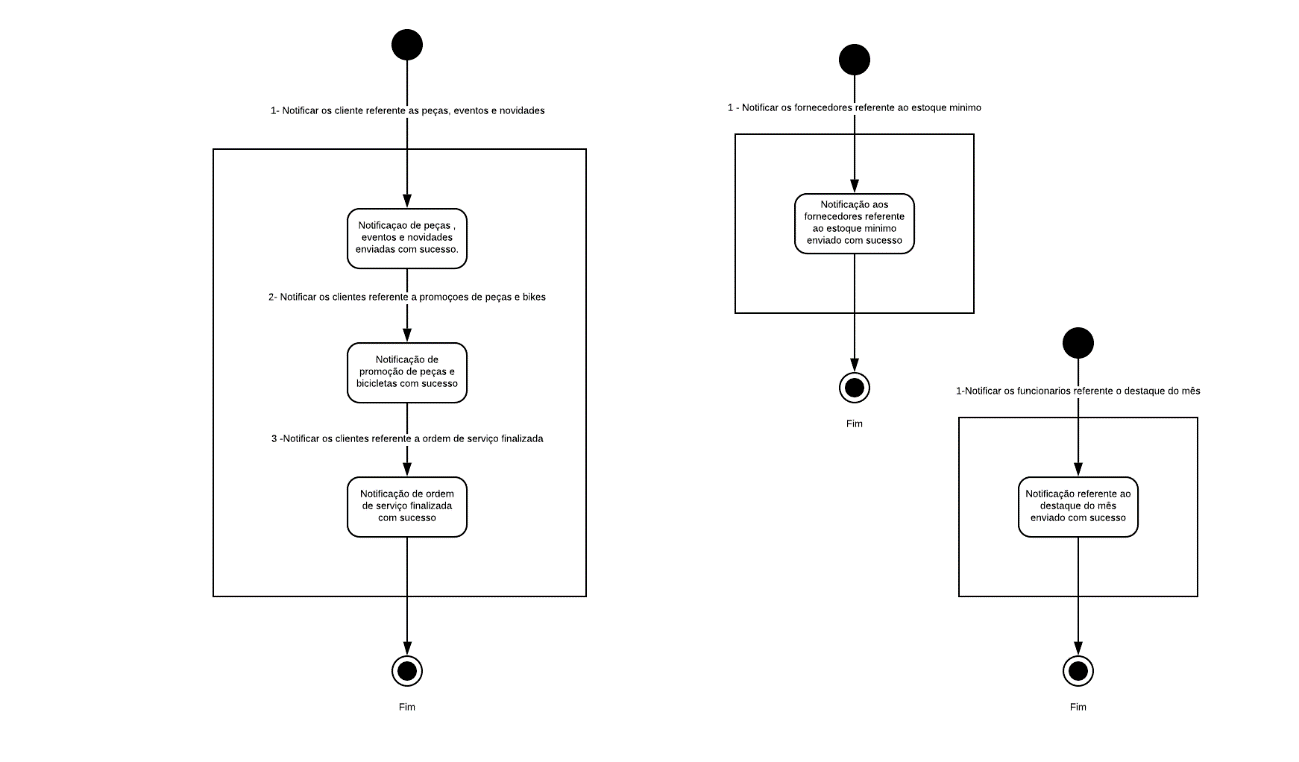 1- Notificar os cliente referente as peças, eventos e novidades
Notificaçao de peças ,
eventos e novidades
enviadas com sucesso.
2- Notificar os clientes referente a promoçoes de peças e bikes
Notificação de
promoção de peças e
bicicletas com sucesso
3 -Notificar os clientes referente a ordem de serviço finalizada
Notificação de ordem
de serviço finalizada
com sucesso
Fim
1 - Notificar os fornecedores referente ao estoque minimo
Notificação aos
fornecedores referente
ao estoque minimo
enviado com sucesso
Fim
1-Notificar os funcionarios referente o destaque do mês
Notificação referente ao
destaque do mês
enviado com sucesso
Fim